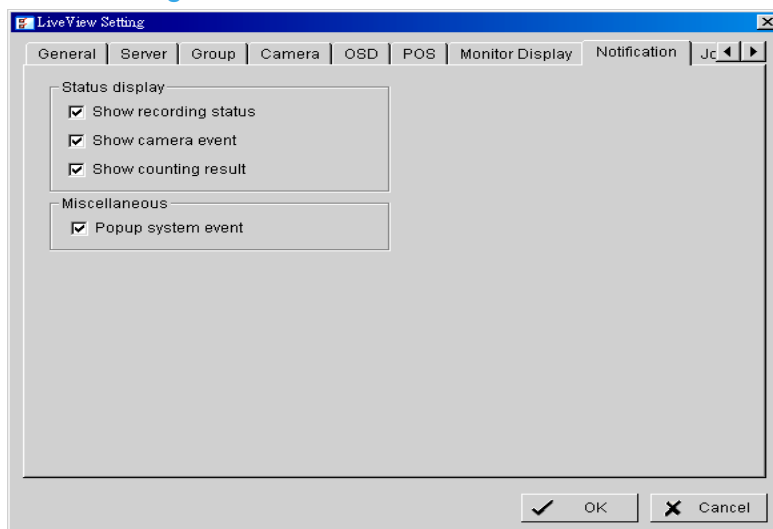 LiveView Setting
General Server Group Camera OSD POS Monitor Display Notification
Status display
Show recording status
Show camera event
Show counting result
Miscellaneous
Popup system event
OK Cancel